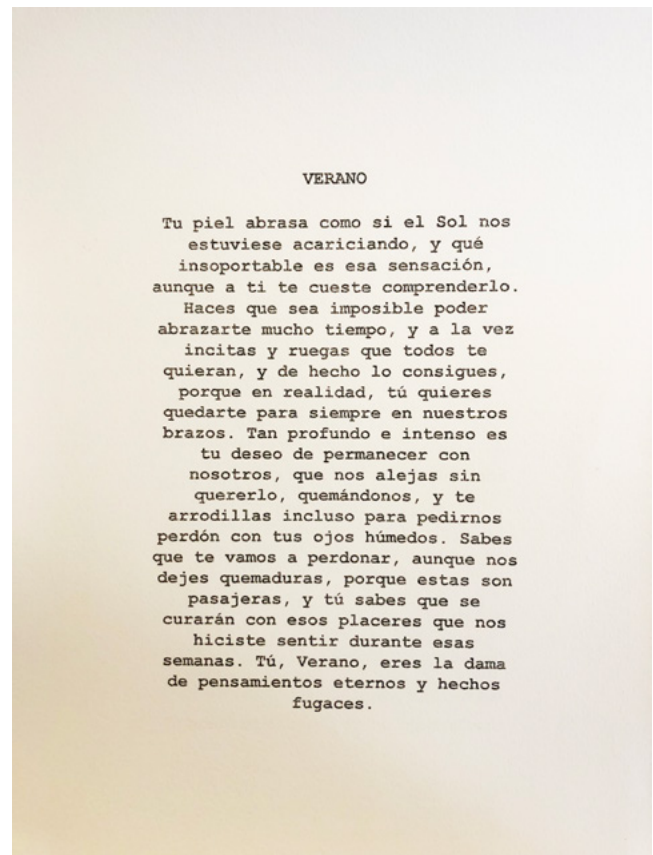 VERANO
Tu piel abrasa como si el Sol nos
estuviese acariciando, y qué
insoportable es esa sensación,
aunque a ti te cueste comprenderlo.
Haces que sea imposible poder
abrazarte mucho tiempo, y a la vez
incitas y ruegas que todos te
quieran, y de hecho lo consigues,
porque en realidad, tú quieres
quedarte para siempre en nuestros
brazos. Tan profundo e intenso es
tu deseo de permanecer con
nosotros, que nos alejas sin
quererlo, quemándonos, y te
arrodillas incluso para pedirnos
perdón con tus ojos húmedos. Sabes
que te vamos a perdonar, aunque nos
dejes quemaduras, porque estas son
pasajeras, y tú sabes que se
curarán con esos placeres que nos
hiciste sentir durante esas
semanas. Tú, Verano, eres la dama
de pensamientos eternos y hechos
fugaces.